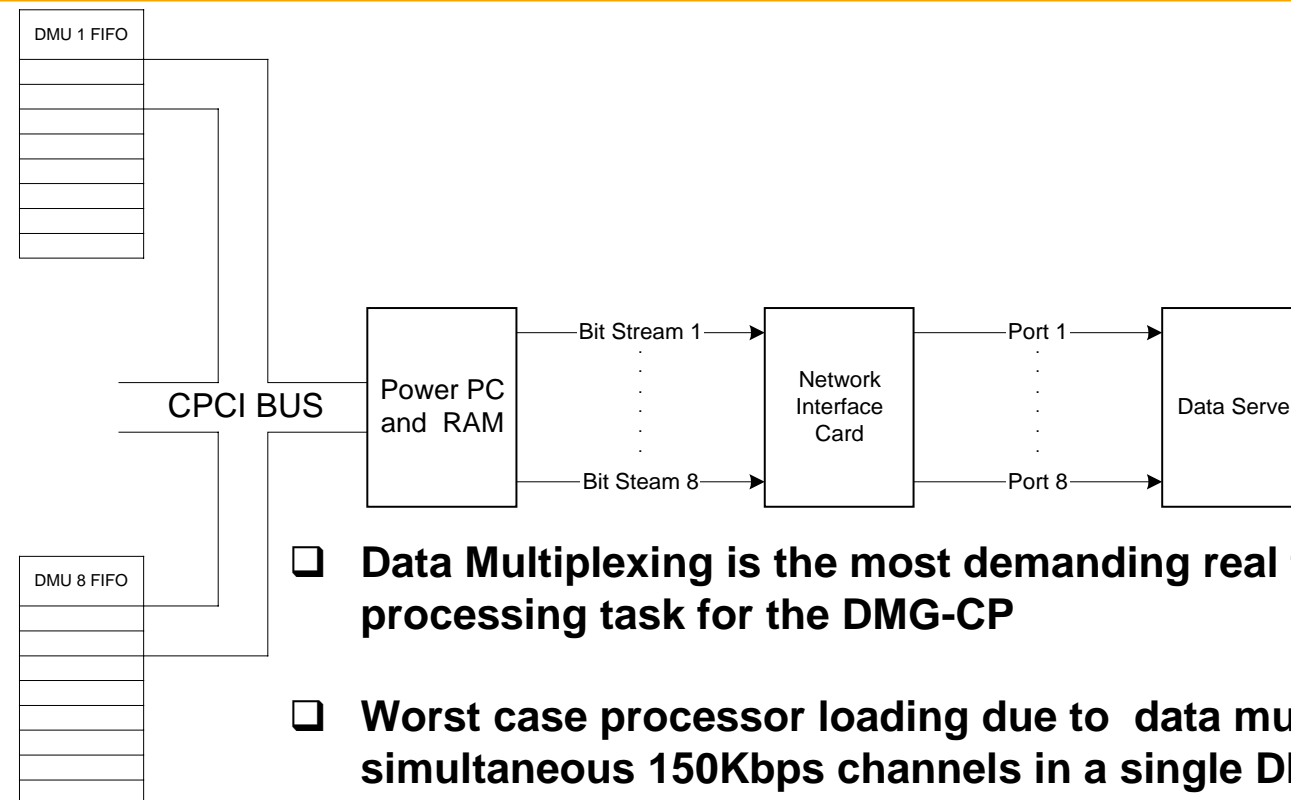 DMU 1 FIFO
CPCI BUS
Power PC
and RAM
Bit Stream 1
Bit Steam 8
Network
Interface
Card
Port 1
Port 8
Data Serve
DMU 8 FIFO
❑ Data Multiplexing is the most demanding real
processing task for the DMG-CP
❑ Worst case processor loading due to data mu
simultaneous 150Kbps channels in a single